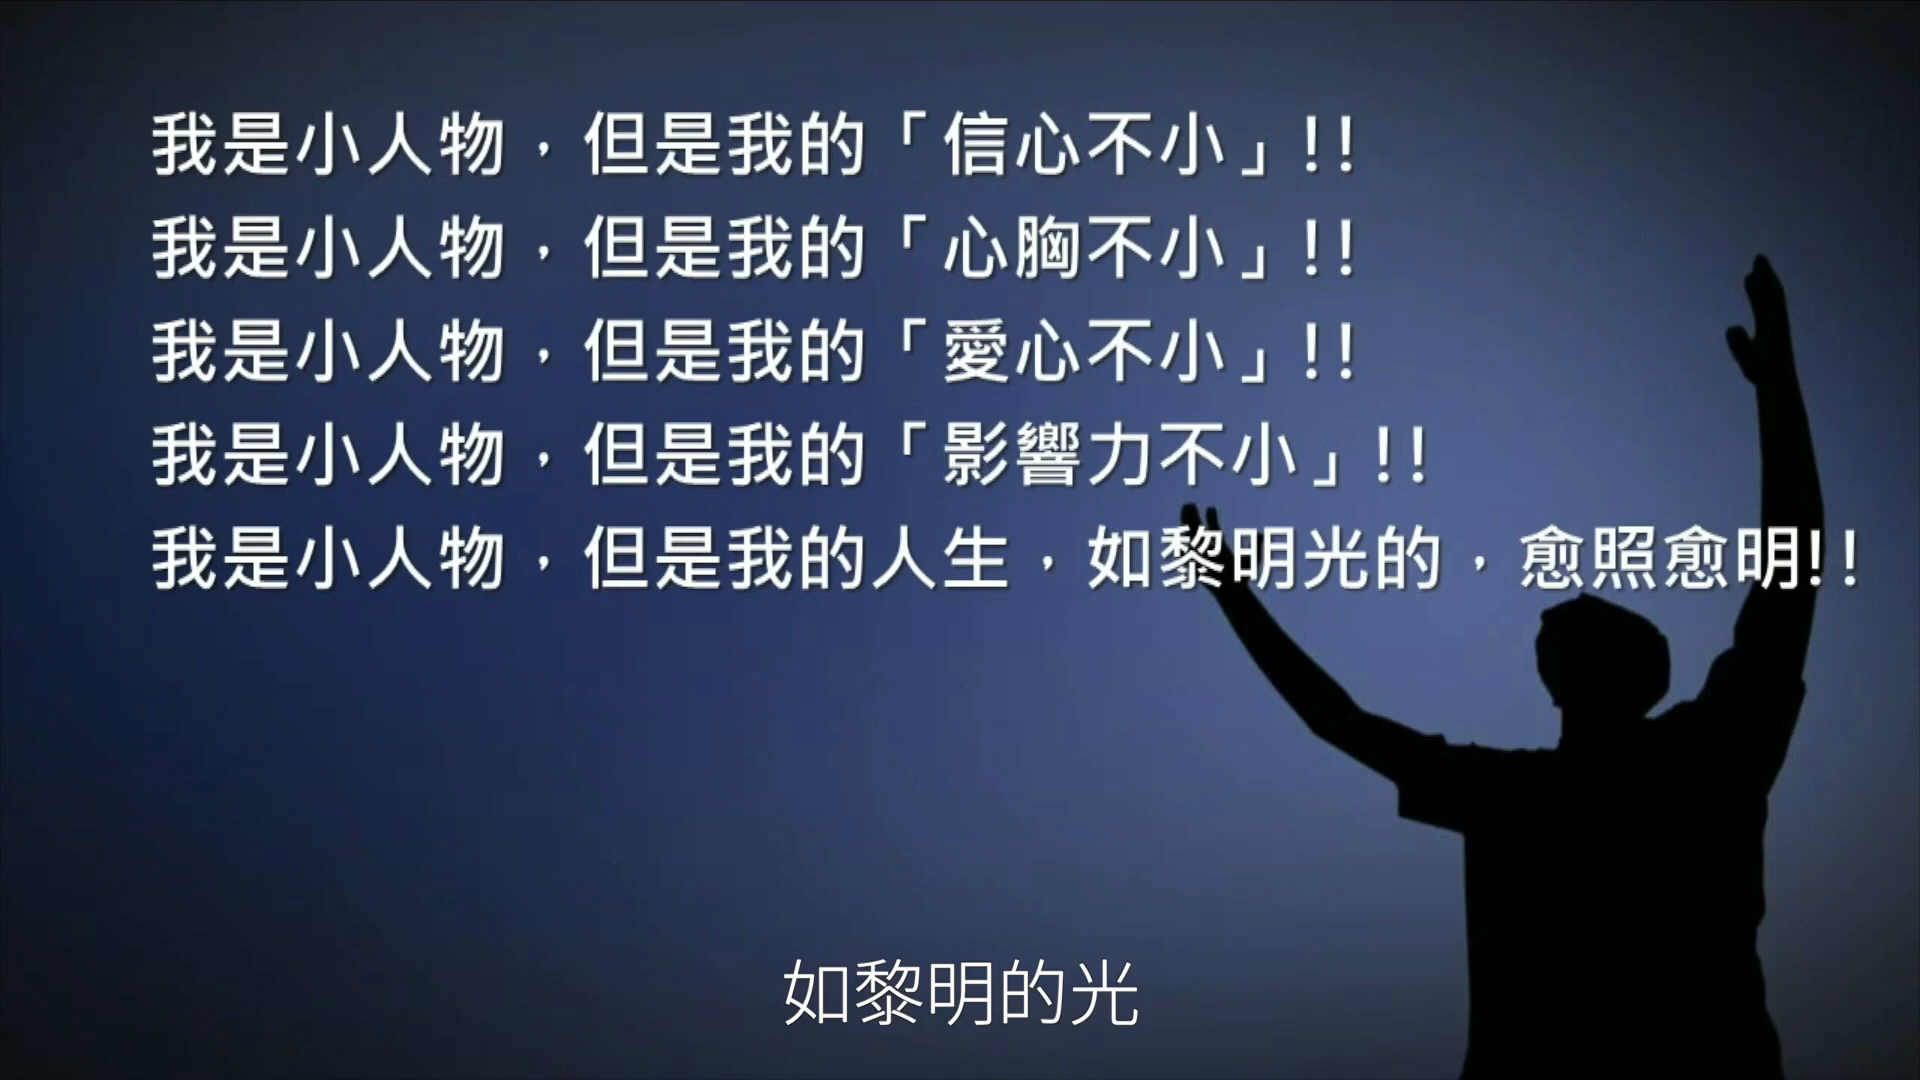 我是小人物，但是我的「信心不小」!!
我是小人物，但是我的「心胸不小」!!
我是小人物，但是我的「愛心不小」!!
我是小人物，但是我的「影響力不小」!!
我是小人物，但是我的人生，如黎明光的，愈照愈明!!
如黎明的光